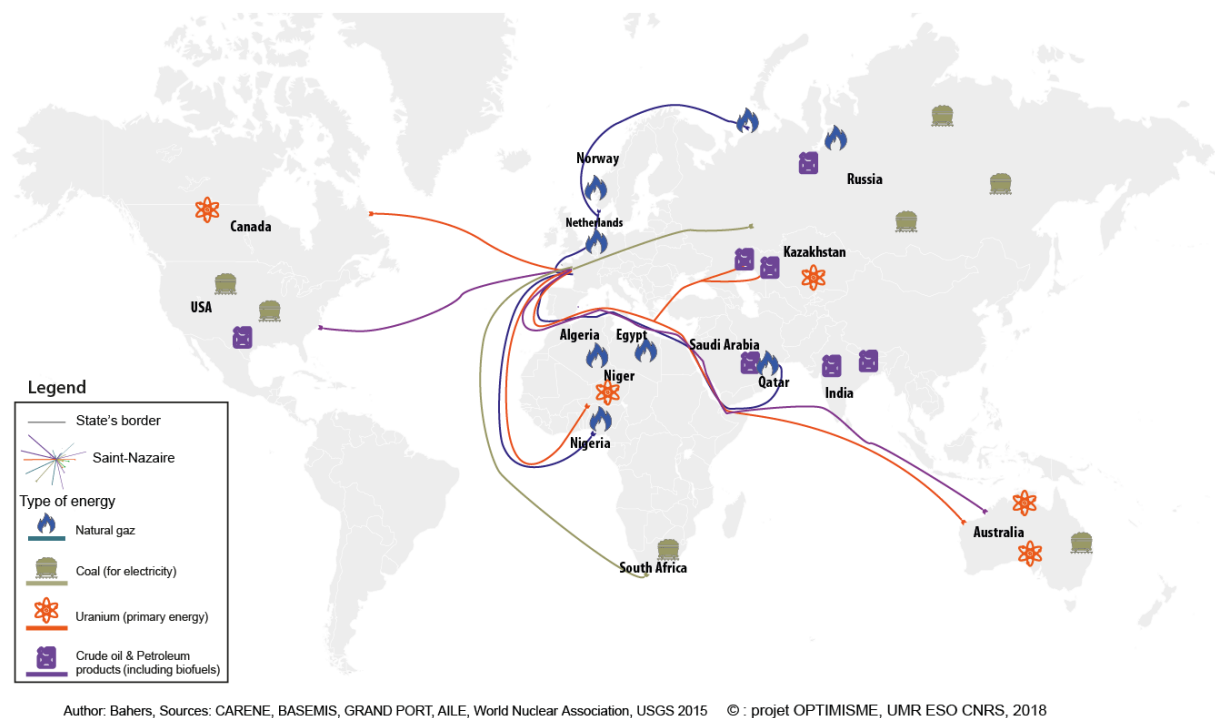 Norway
Russia
Canada
Netherlands
Kazakhstan
USA
Algeria
Egypt
Saudi Arabia
Niger
Qatar
India
Nigeria
Australia
South Africa
Legend
State's border
Saint-Nazaire
Type of energy
Natural gaz
Coal (for electricity)
Uranium (primary energy)
Crude oil & Petroleum
products (including biofuels)
Author: Bahers, Sources: CARENE, BASEMIS, GRAND PORT, AILE, World Nuclear Association, USGS 2015 © : projet OPTIMISME, UMR ESO CNRS, 2018